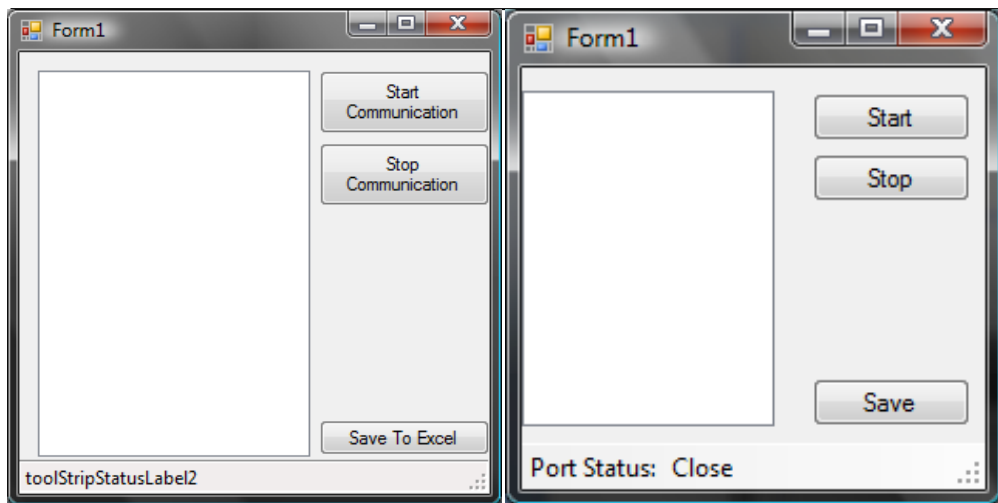 Form1
Start
Communication
Stop
Communication
Save To Excel
toolStripStatusLabel2
Form1
Start
Stop
Save
Port Status: Close